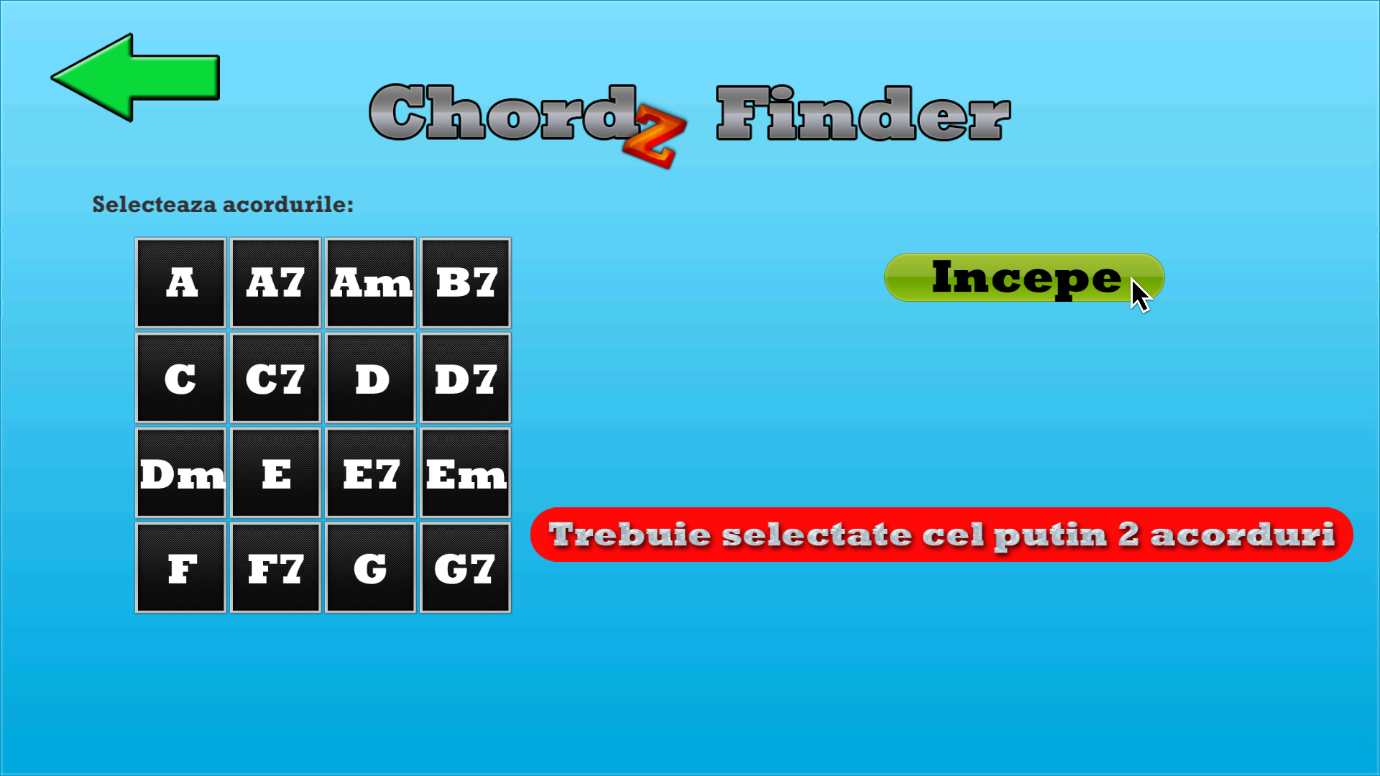 Chordz Finder
Selecteaza acordurile:
A A7 Am B7
Incepe
C C7 D D7
Dm E E7 Em
Trebuie selectate cel putin 2 acorduri
F F7 G G7